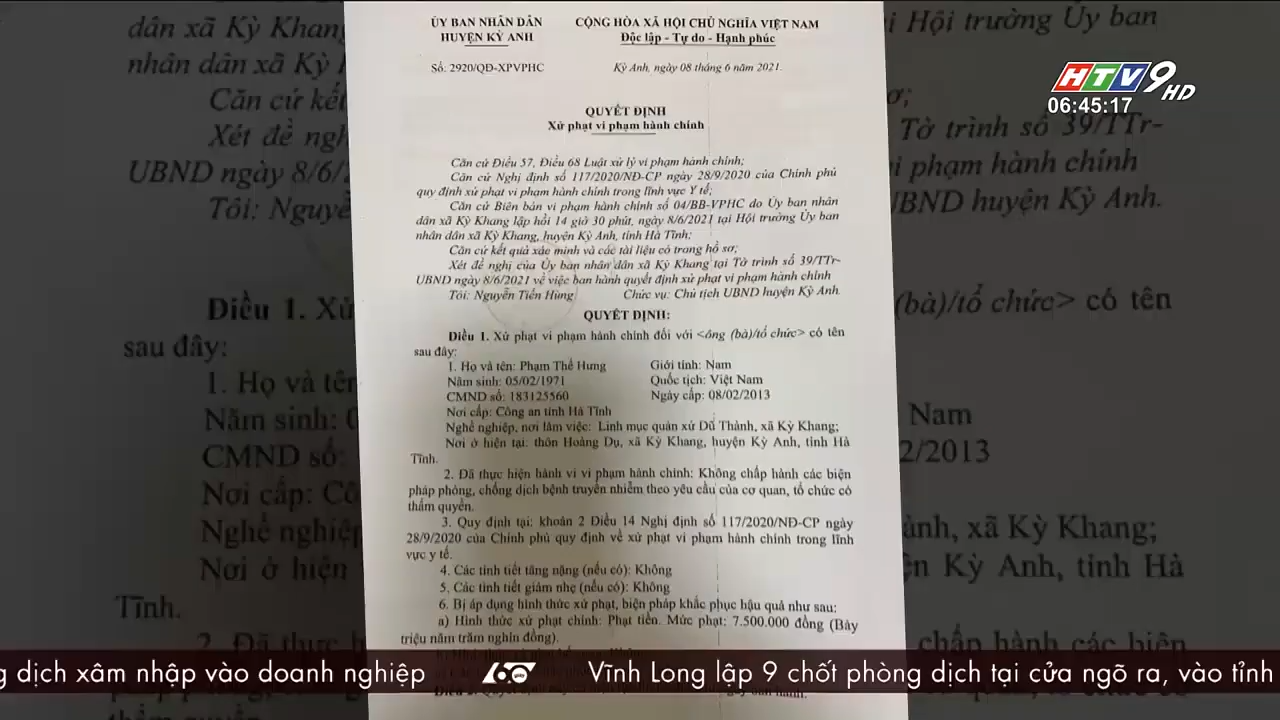 ỦY BAN NHÂN DÂN
HUYỆN KỲ ANH
CỘNG HÒA XÃ HỘI CHỦ NGHĨA VIỆT NAM
Độc lập - Tự do - Hạnh phúc
Số: 2920/QĐ-XPVPHC
Kỳ Anh, ngày 08 tháng 6 năm 2021.
HTV9 HD
06:45:17
QUYẾT ĐỊNH
Xử phạt vi phạm hành chính
Căn cứ Điều 57, Điều 68 Luật xử lý vi phạm hành chính;
Căn cứ Nghị định số 117/2020/NĐ-CP ngày 28/9/2020 của Chính phủ
quy định xử phạt vi phạm hành chính trong lĩnh vực Y tế;
Căn cứ Biên bản vi phạm hành chính số 04/BB-VPHC do Ủy ban nhân
dân xã Kỳ Khang lập hồi 14 giờ 30 phút, ngày 8/6/2021 tại Hội trường Ủy ban
nhân dân xã Kỳ Khang, huyện Kỳ Anh, tỉnh Hà Tĩnh;
Căn cứ kết quả xác minh và các tài liệu có trong hồ sơ;
Xét đề nghị của Ủy ban nhân dân xã Kỳ Khang tại Tờ trình số 39/TTr-
UBND ngày 8/6/2021 về việc ban hành quyết định xử phạt vi phạm hành chính
Tôi: Nguyễn Tiến Hùng Chức vụ: Chủ tịch UBND huyện Kỳ Anh.
QUYẾT ĐỊNH:
Điều 1. Xử phạt vi phạm hành chính đối với <ông (bà)/tổ chức> có tên
sau đây:
1. Họ và tên: Phạm Thế Hưng Giới tính: Nam
Năm sinh: 05/02/1971 Quốc tịch: Việt Nam
CMND số: 183125560 Ngày cấp: 08/02/2013
Nơi cấp: Công an tỉnh Hà Tĩnh
Nghề nghiệp, nơi làm việc: Linh mục quản xứ Dũ Thành, xã Kỳ Khang;
Nơi ở hiện tại: thôn Hoàng Dụ, xã Kỳ Khang, huyện Kỳ Anh, tỉnh Hà
Tĩnh.
2. Đã thực hiện hành vi vi phạm hành chính: Không chấp hành các biện
pháp phòng, chống dịch bệnh truyền nhiễm theo yêu cầu của cơ quan, tổ chức có
thẩm quyền.
3. Quy định tại: khoản 2 Điều 14 Nghị định số 117/2020/NĐ-CP ngày
28/9/2020 của Chính phủ quy định về xử phạt vi phạm hành chính trong lĩnh
vực y tế.
4. Các tình tiết tăng nặng (nếu có): Không
5. Các tình tiết giảm nhẹ (nếu có): Không
6. Bị áp dụng hình thức xử phạt, biện pháp khắc phục hậu quả như sau:
a) Hình thức xử phạt chính: Phạt tiền. Mức phạt: 7.500.000 đồng (Bảy
triệu năm trăm nghìn đồng).
g dịch xâm nhập vào doanh nghiệp
60 giây
Vĩnh Long lập 9 chốt phòng dịch tại cửa ngõ ra, vào tỉnh